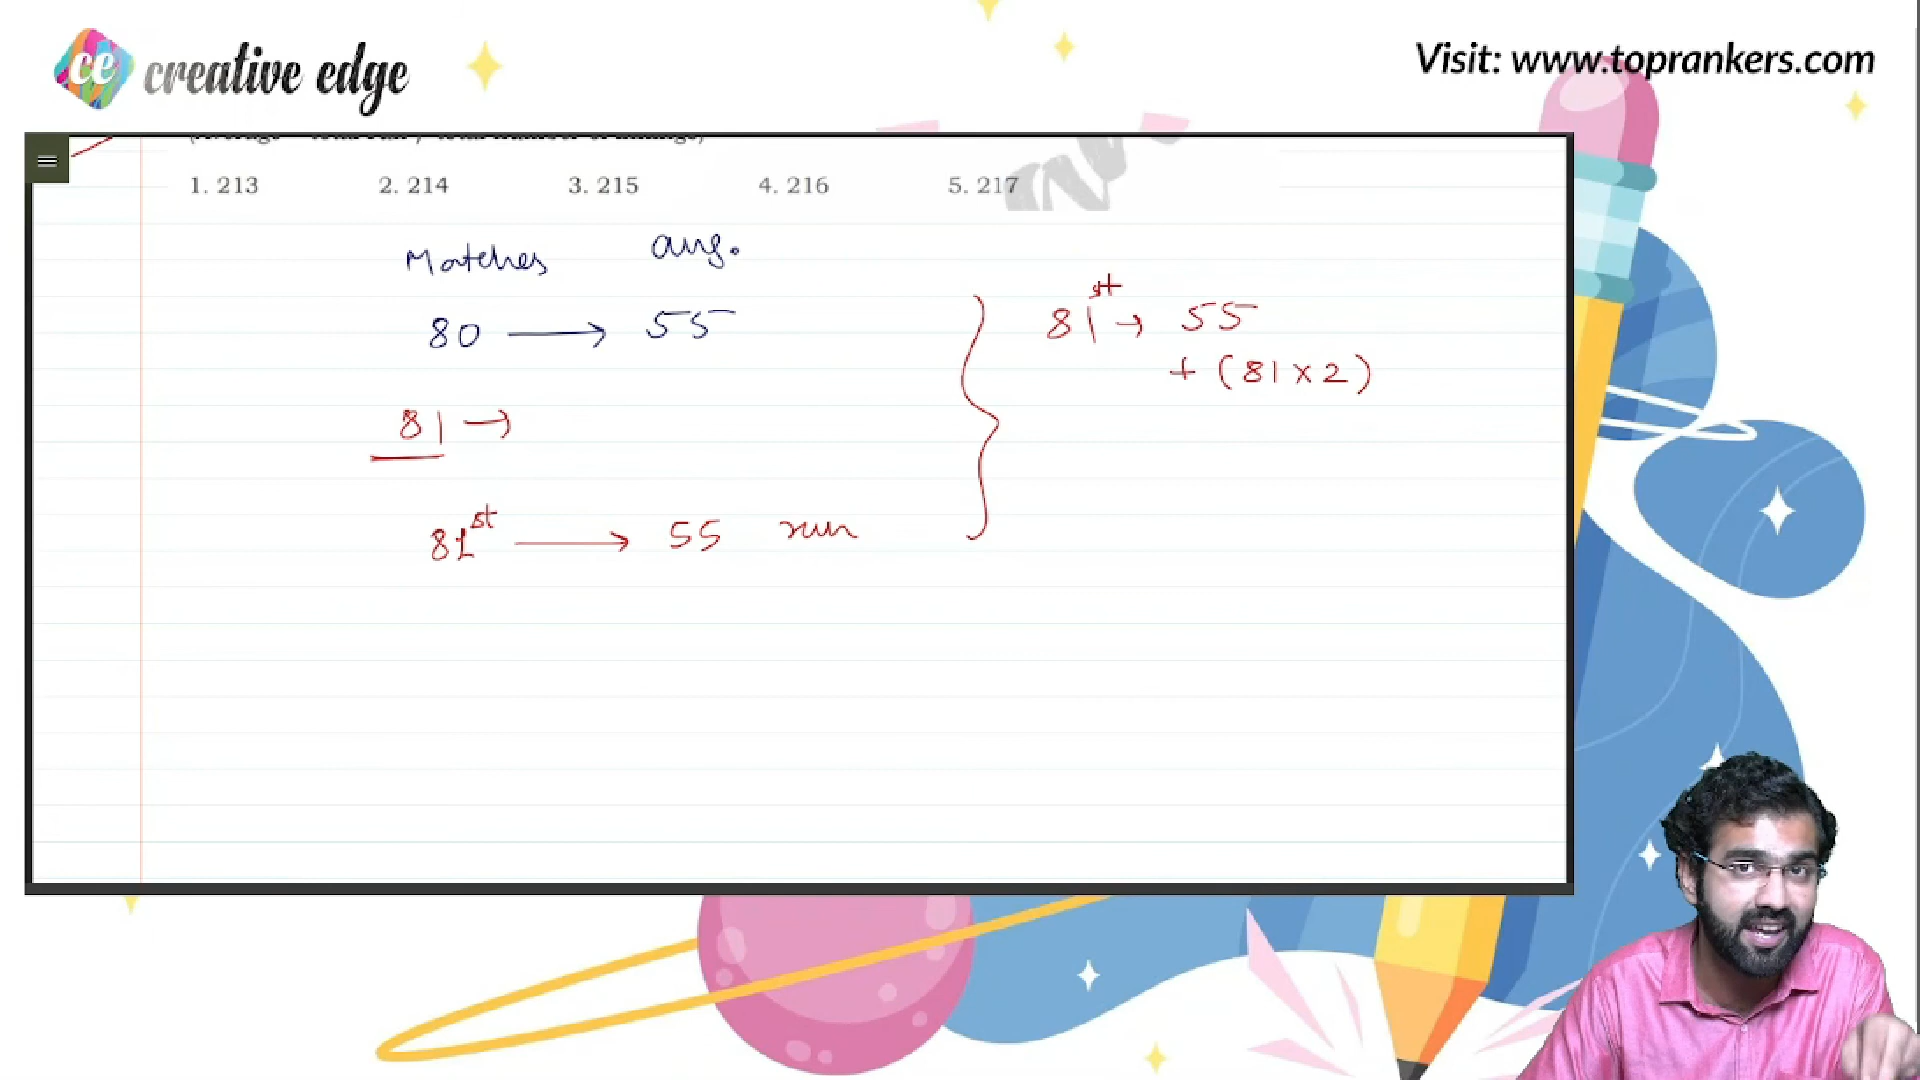 ce creative edge
Visit: www.toprankers.com
1. 213 2. 214 3. 215 4. 216 5. 217
Matches avg.
80 → 55
81 →
81st → 55 run
81st → 55
+ (81 x 2)